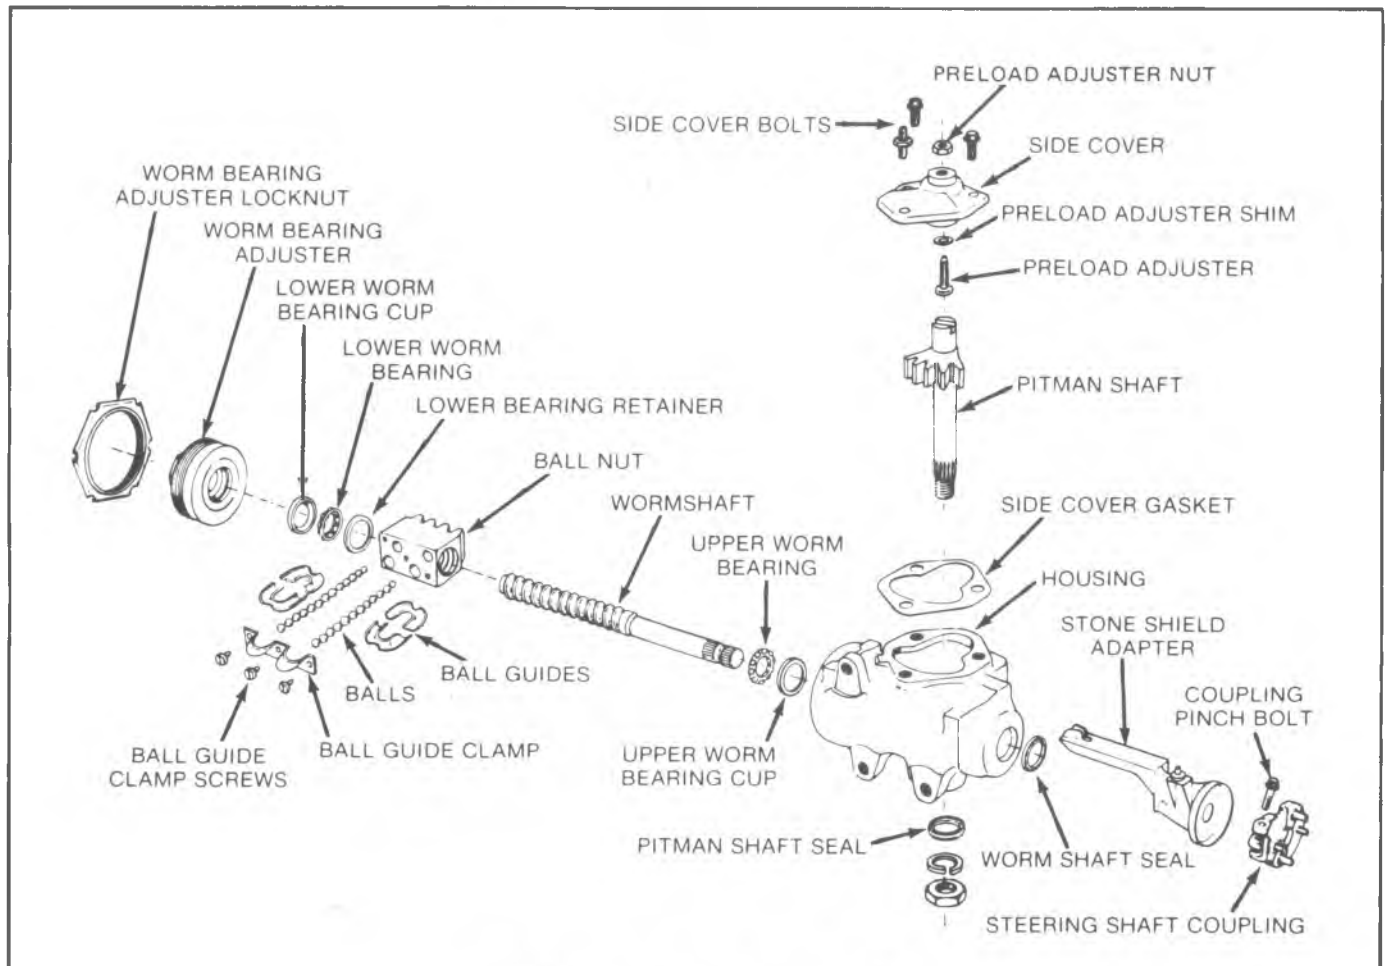 PRELOAD ADJUSTER NUT
SIDE COVER BOLTS
SIDE COVER
WORM BEARING
ADJUSTER LOCKNUT
PRELOAD ADJUSTER SHIM
WORM BEARING
ADJUSTER
PRELOAD ADJUSTER
LOWER WORM
BEARING CUP
LOWER WORM
BEARING
PITMAN SHAFT
LOWER BEARING RETAINER
BALL NUT
WORMSHAFT
SIDE COVER GASKET
UPPER WORM
BEARING
HOUSING
STONE SHIELD
ADAPTER
BALL GUIDES
BALLS
COUPLING
PINCH BOLT
BALL GUIDE
CLAMP SCREWS
BALL GUIDE CLAMP
UPPER WORM
BEARING CUP
PITMAN SHAFT SEAL
WORM SHAFT SEAL
STEERING SHAFT COUPLING